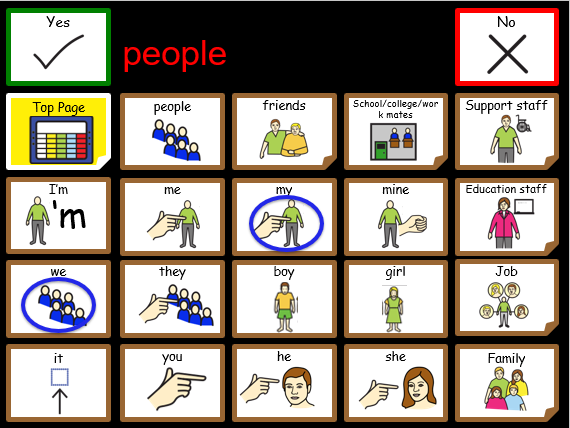 Yes
people
No
Top Page
people
friends
School/college/wor
k mates
Support staff
I'm
'm
me
my
mine
Education staff
we
they
boy
girl
Job
it
you
he
she
Family